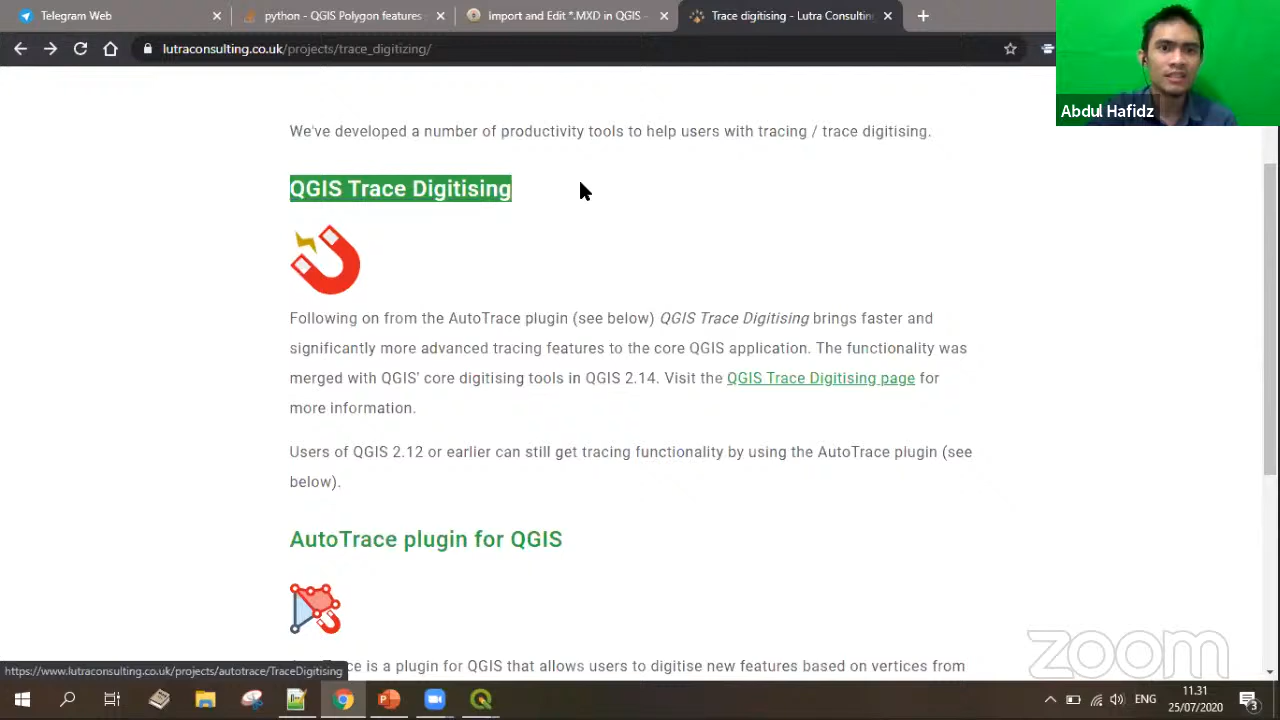 Telegram Web
python - QGIS Polygon features
Import and Edit *.MXD in QGIS -
Trace digitising - Lutra Consultin
lutraconsulting.co.uk/projects/trace_digitizing/
Abdul Hafidz
We've developed a number of productivity tools to help users with tracing / trace digitising.
QGIS Trace Digitising
Following on from the AutoTrace plugin (see below) QGIS Trace Digitising brings faster and
significantly more advanced tracing features to the core QGIS application. The functionality was
merged with QGIS' core digitising tools in QGIS 2.14. Visit the QGIS Trace Digitising page for
more information.
Users of QGIS 2.12 or earlier can still get tracing functionality by using the AutoTrace plugin (see
below).
AutoTrace plugin for QGIS
is a plugin for QGIS that allows users to digitise new features based on vertices from
https://www.lutraconsulting.co.uk/projects/autotrace/TraceDigitising
zoom
ENG
11.31
25/07/2020
3